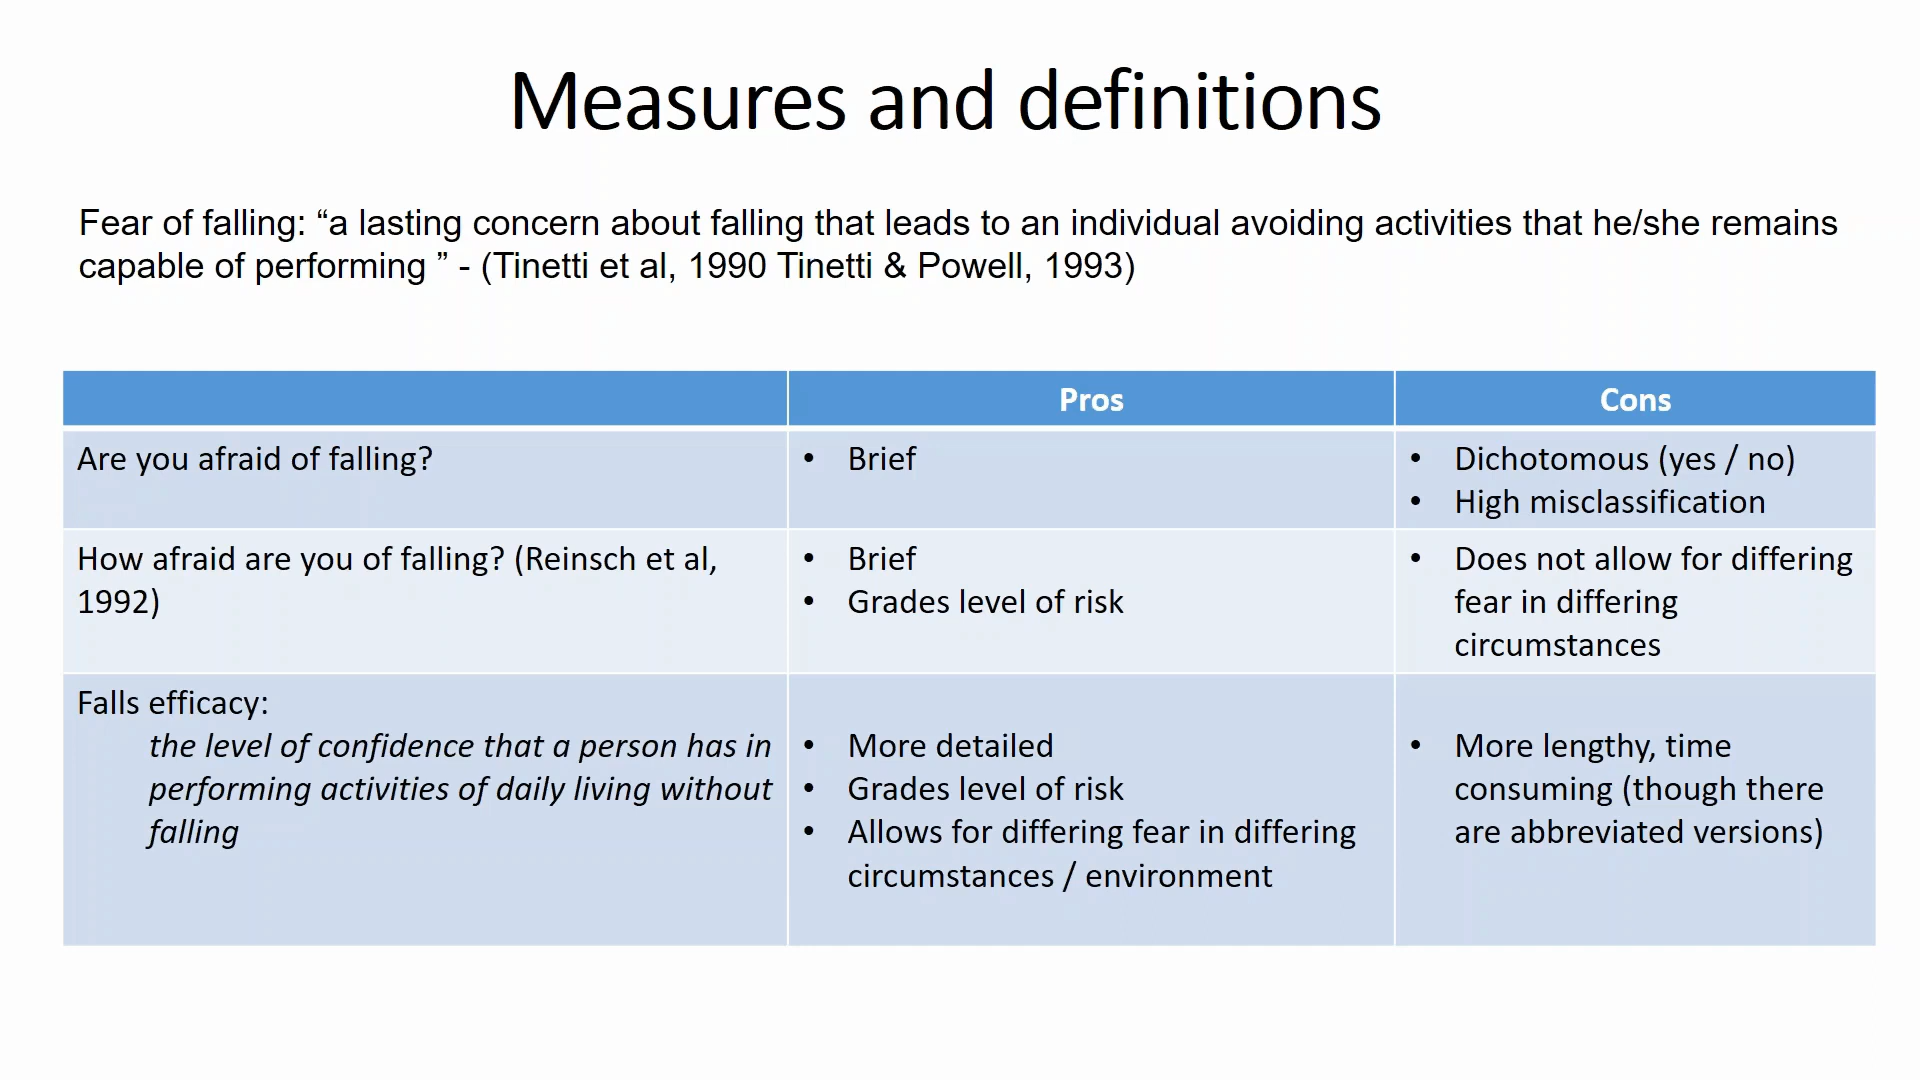 Measures and definitions
Fear of falling: “a lasting concern about falling that leads to an individual avoiding activities that he/she remains
capable of performing ” - (Tinetti et al, 1990 Tinetti & Powell, 1993)
Pros
Cons
Are you afraid of falling?
• Brief
• Dichotomous (yes / no)
• High misclassification
How afraid are you of falling? (Reinsch et al,
1992)
• Brief
• Grades level of risk
• Does not allow for differing
fear in differing
circumstances
Falls efficacy:
the level of confidence that a person has in
performing activities of daily living without
falling
• More detailed
• Grades level of risk
• Allows for differing fear in differing
circumstances / environment
• More lengthy, time
consuming (though there
are abbreviated versions)